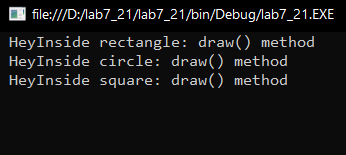 file:///D:/lab7_21/lab7_21/bin/Debug/lab7_21.EXE
HeyInside rectangle: draw() method
HeyInside circle: draw() method
HeyInside square: draw() method